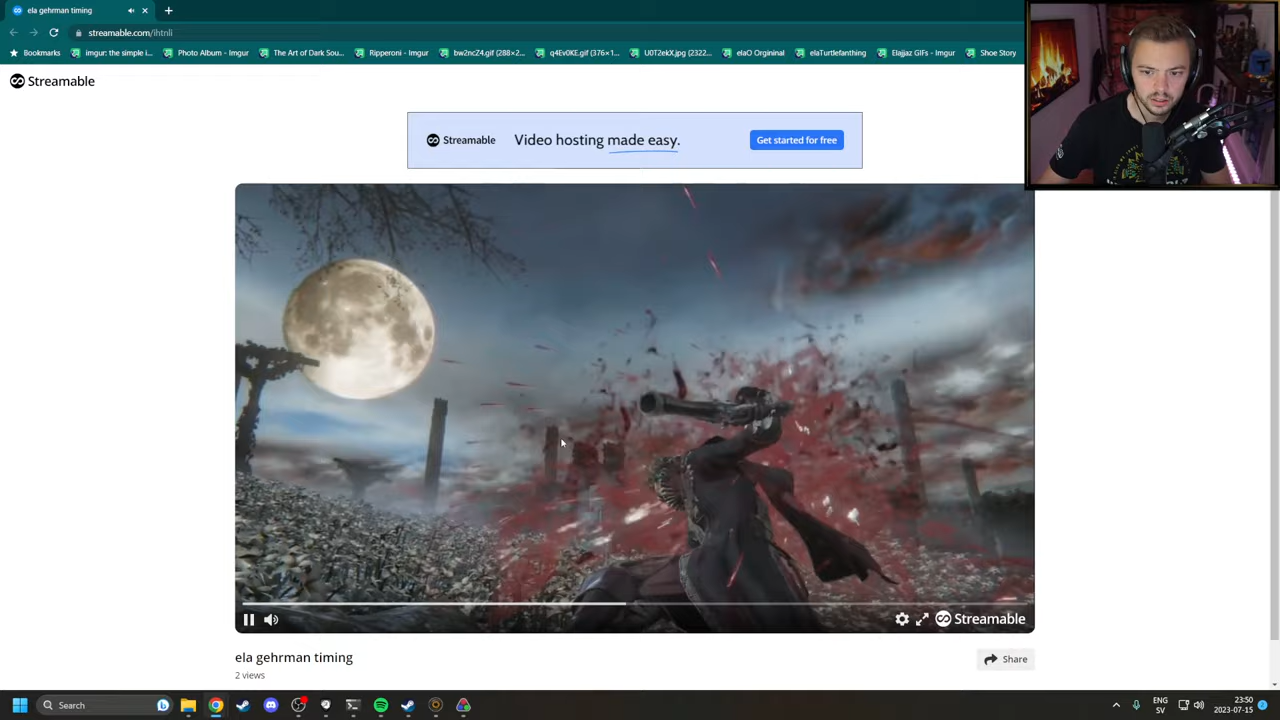 ela gehrman timing
streamable.com/ihtnli
Bookmarks
imgur: the simple i...
Photo Album - Imgur
The Art of Dark Sou...
Ripperoni - Imgur
bw2ncZ4.gif (288×2...
q4Ev0KE.gif (376×1...
U0T2ekX.jpg (2322...
elaO Orgininal
elaTurtlefanthing
Elajjaz GIFs - Imgur
Shoe Story
Streamable
Streamable
Video hosting made easy.
Get started for free
Streamable
ela gehrman timing
Share
2 views
Search
ENG
SV
23:50
2023-07-15